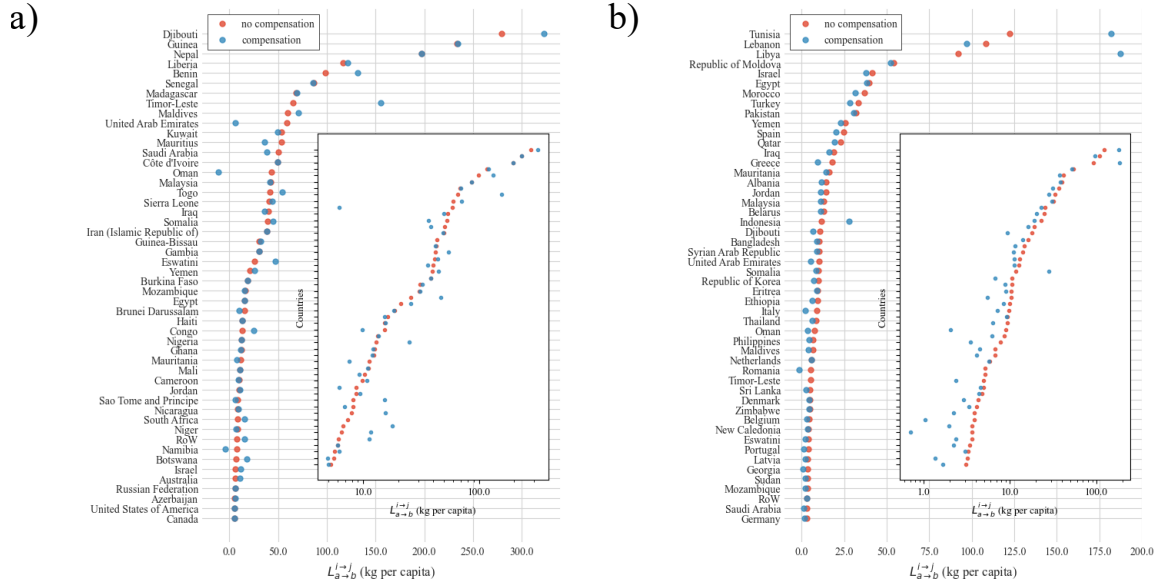 a)
no compensation
compensation
Djibouti
Guinea
Nepal
Liberia
Benin
Senegal
Madagascar
Timor-Leste
Maldives
United Arab Emirates
Kuwait
Mauritius
Saudi Arabia
Côte d'Ivoire
Oman
Malaysia
Togo
Sierra Leone
Iraq
Somalia
Iran (Islamic Republic of)
Guinea-Bissau
Gambia
Eswatini
Yemen
Burkina Faso
Mozambique
Egypt
Brunei Darussalam
Haiti
Congo
Nigeria
Ghana
Mauritania
Mali
Cameroon
Jordan
Sao Tome and Principe
Nicaragua
South Africa
Niger
RoW
Namibia
Botswana
Israel
Australia
Russian Federation
Azerbaijan
United States of America
Canada
0.0 50.0 100.0 150.0 200.0 250.0 300.0
L^{i→j}_{a→b} (kg per capita)
Countries
10.0 100.0
L^{i→j}_{a→b} (kg per capita)
b)
no compensation
compensation
Tunisia
Lebanon
Libya
Republic of Moldova
Israel
Egypt
Morocco
Turkey
Pakistan
Yemen
Spain
Qatar
Iraq
Greece
Mauritania
Albania
Jordan
Malaysia
Belarus
Indonesia
Djibouti
Bangladesh
Syrian Arab Republic
United Arab Emirates
Somalia
Republic of Korea
Eritrea
Ethiopia
Italy
Thailand
Oman
Philippines
Maldives
Netherlands
Romania
Timor-Leste
Sri Lanka
Denmark
Zimbabwe
Belgium
New Caledonia
Eswatini
Portugal
Latvia
Georgia
Sudan
Mozambique
RoW
Saudi Arabia
Germany
0.0 25.0 50.0 75.0 100.0 125.0 150.0 175.0 200.0
L^{i→j}_{a→b} (kg per capita)
Countries
1.0 10.0 100.0
L^{i→j}_{a→b} (kg per capita)